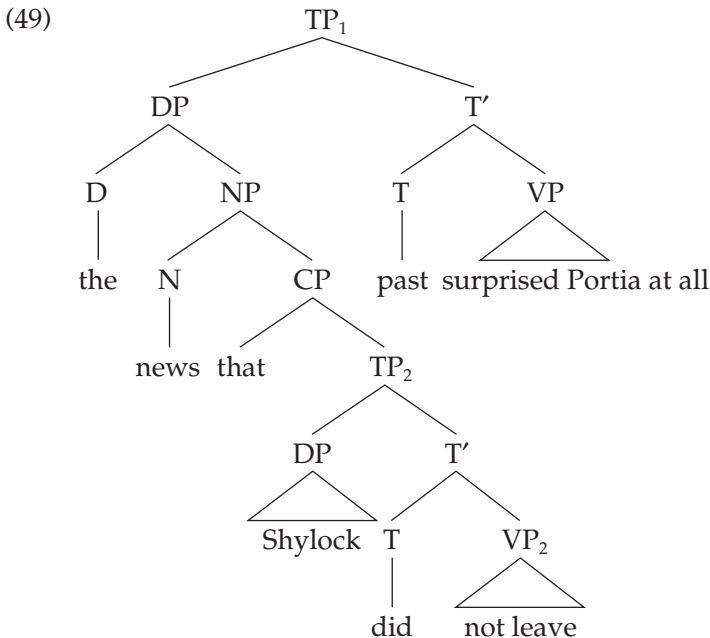 (49) TP₁
DP T′
D NP T VP
the N CP past surprised Portia at all
news that TP₂
DP T′
Shylock T VP₂
did not leave